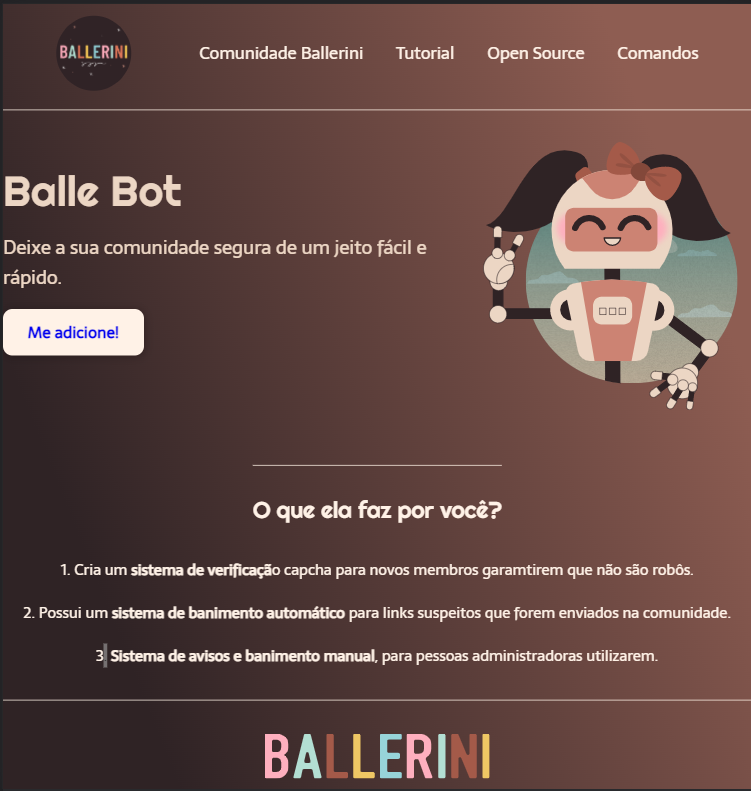 BALLERINI
Comunidade Ballerini Tutorial Open Source Comandos
Balle Bot
Deixe a sua comunidade segura de um jeito fácil e
rápido.
Me adicione!
O que ela faz por você?
1. Cria um sistema de verificação capcha para novos membros garamtirem que não são robôs.
2. Possui um sistema de banimento automático para links suspeitos que forem enviados na comunidade.
3 Sistema de avisos e banimento manual, para pessoas administradoras utilizarem.
BALLERINI